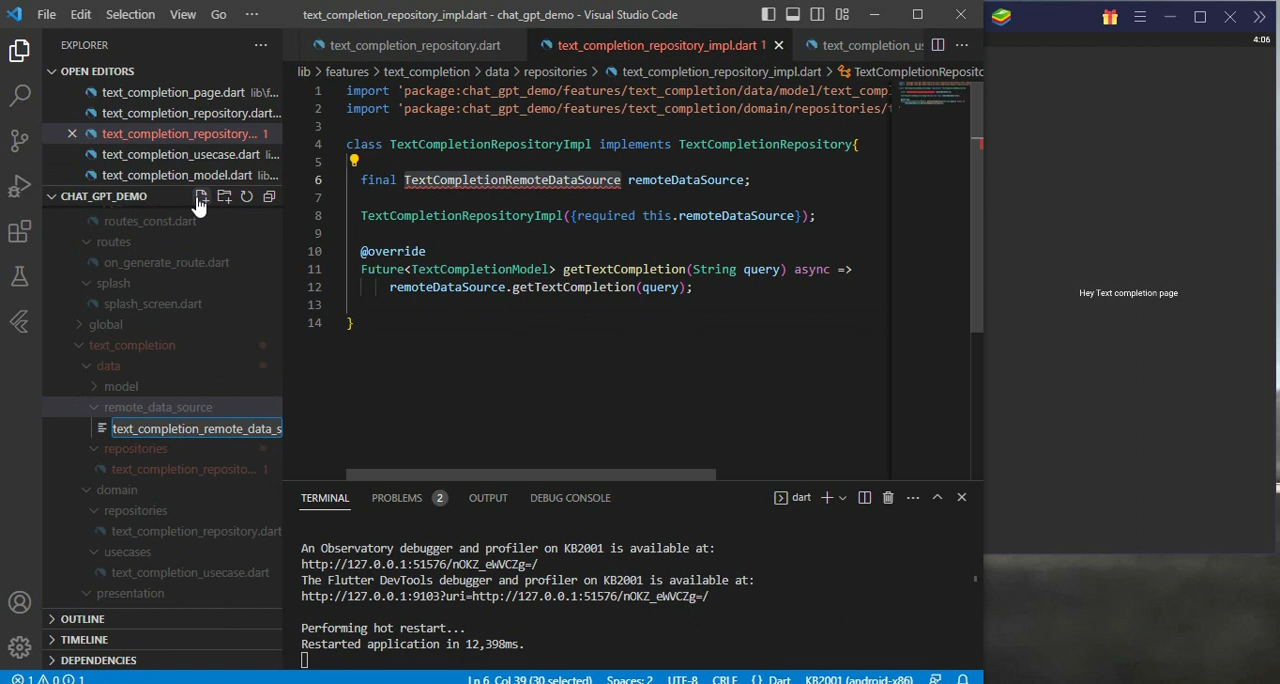 File Edit Selection View Go ··· text_completion_repository_impl.dart - chat_gpt_demo - Visual Studio Code
4:06
EXPLORER
OPEN EDITORS
text_completion_page.dart lib\f...
text_completion_repository.dart...
text_completion_repository... 1
text_completion_usecase.dart li...
text_completion_model.dart lib...
CHAT_GPT_DEMO
routes_const.dart
routes
on_generate_route.dart
splash
splash_screen.dart
global
text_completion
data
model
remote_data_source
text_completion_remote_data_s
repositories
text_completion_reposito... 1
domain
repositories
text_completion_repository.dart
usecases
text_completion_usecase.dart
presentation
OUTLINE
TIMELINE
DEPENDENCIES
text_completion_repository.dart text_completion_repository_impl.dart 1 text_completion_us
lib > features > text_completion > data > repositories > text_completion_repository_impl.dart > TextCompletionReposito
1 import 'package:chat_gpt_demo/features/text_completion/data/model/text_comp
2 import 'package:chat_gpt_demo/features/text_completion/domain/repositories/t
3
4 class TextCompletionRepositoryImpl implements TextCompletionRepository{
5
6 final TextCompletionRemoteDataSource remoteDataSource;
7
8 TextCompletionRepositoryImpl({required this.remoteDataSource});
9
10 @override
11 Future<TextCompletionModel> getTextCompletion(String query) async =>
12 remoteDataSource.getTextCompletion(query);
13
14 }
TERMINAL PROBLEMS 2 OUTPUT DEBUG CONSOLE dart
An Observatory debugger and profiler on KB2001 is available at:
http://127.0.0.1:51576/nOKZ_eWVCZg=/
The Flutter DevTools debugger and profiler on KB2001 is available at:
http://127.0.0.1:9103?uri=http://127.0.0.1:51576/nOKZ_eWVCZg=/
Performing hot restart...
Restarted application in 12,398ms.
1 0 1 Ln 6, Col 39 (30 selected) Spaces: 2 UTF-8 CRLF {} Dart KB2001 (android-x86)
Hey Text completion page